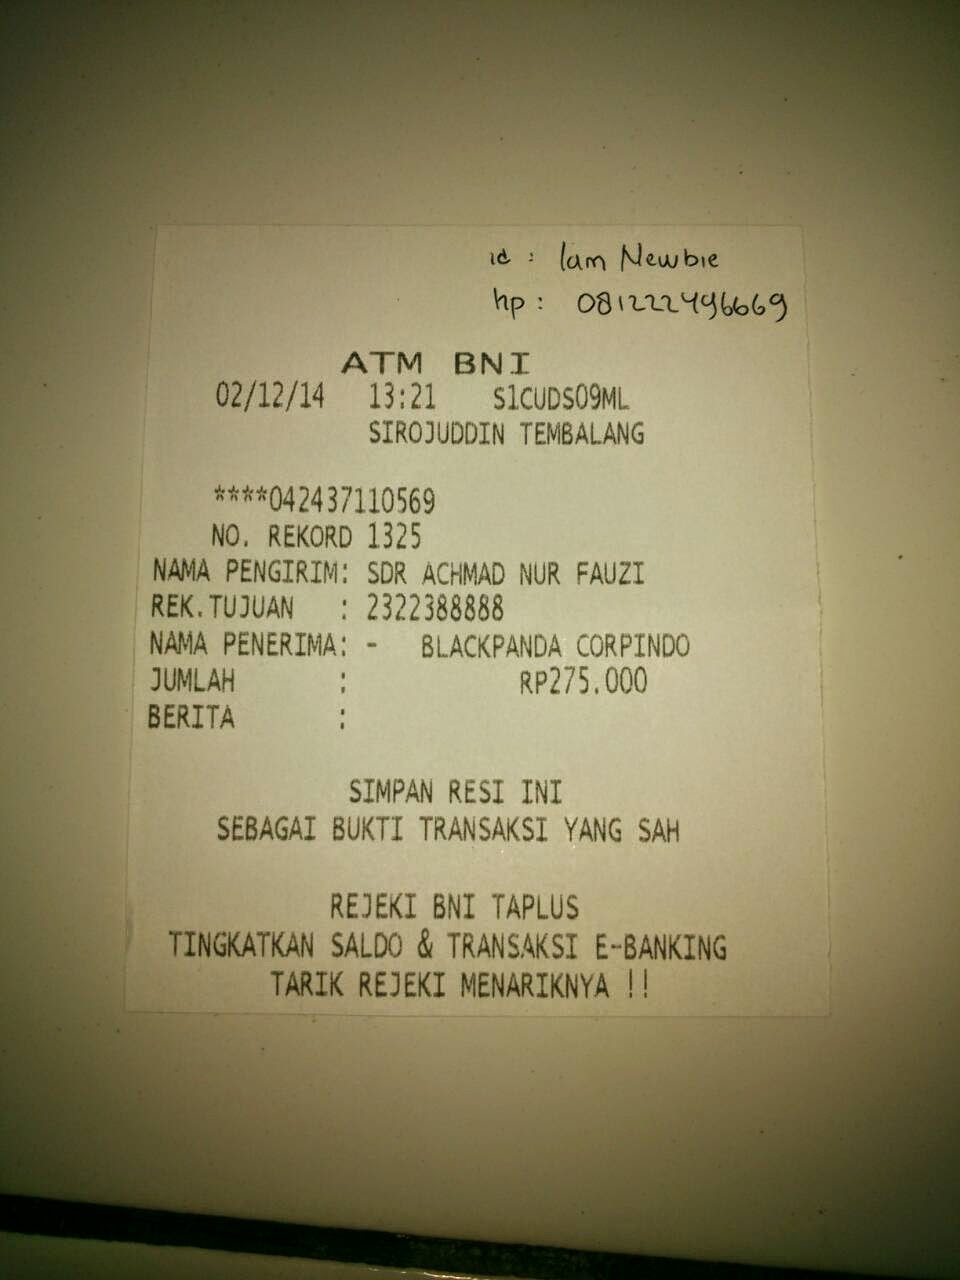 id : Iam Newbie
hp : 081222496669
ATM BNI
02/12/14 13:21 S1CUDS09ML
SIROJUDDIN TEMBALANG
****042437110569
NO. REKORD 1325
NAMA PENGIRIM: SDR ACHMAD NUR FAUZI
REK.TUJUAN : 2322388888
NAMA PENERIMA: - BLACKPANDA CORPINDO
JUMLAH : RP275.000
BERITA :
SIMPAN RESI INI
SEBAGAI BUKTI TRANSAKSI YANG SAH
REJEKI BNI TAPLUS
TINGKATKAN SALDO & TRANSAKSI E-BANKING
TARIK REJEKI MENARIKNYA !!